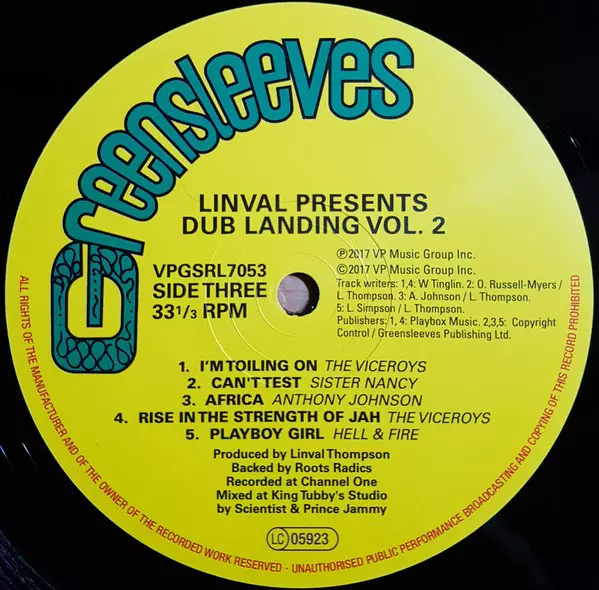 Greensleeves
LINVAL PRESENTS
DUB LANDING VOL. 2
VPGSRL7053
SIDE THREE
33 1/3 RPM
℗2017 VP Music Group Inc.
©2017 VP Music Group Inc.
Track writers: 1,4: W Tinglin. 2: O. Russell-Myers /
L. Thompson. 3: A. Johnson / L. Thompson.
5: L. Simpson / L. Thompson.
Publishers: 1, 4: Playbox Music. 2,3,5: Copyright
Control / Greensleeves Publishing Ltd.
1. I'M TOILING ON THE VICEROYS
2. CAN'T TEST SISTER NANCY
3. AFRICA ANTHONY JOHNSON
4. RISE IN THE STRENGTH OF JAH THE VICEROYS
5. PLAYBOY GIRL HELL & FIRE
Produced by Linval Thompson
Backed by Roots Radics
Recorded at Channel One
Mixed at King Tubby's Studio
by Scientist & Prince Jammy
LC 05923
ALL RIGHTS OF THE MANUFACTURER AND OF THE OWNER OF THE RECORDED WORK RESERVED - UNAUTHORISED PUBLIC PERFORMANCE BROADCASTING AND COPYING OF THIS RECORD PROHIBITED